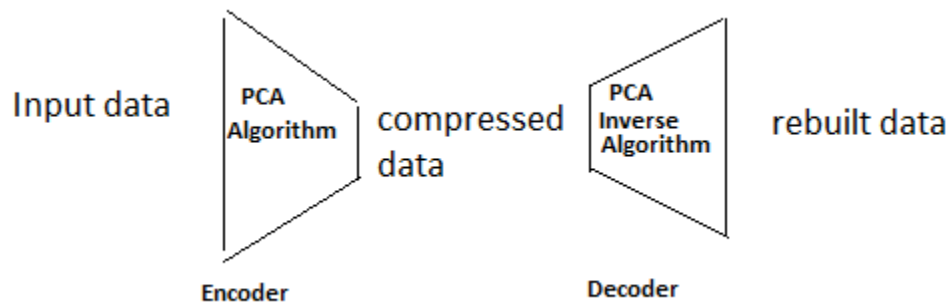 Input data
PCA
Algorithm
compressed
data
PCA
Inverse
Algorithm
rebuilt data
Encoder
Decoder